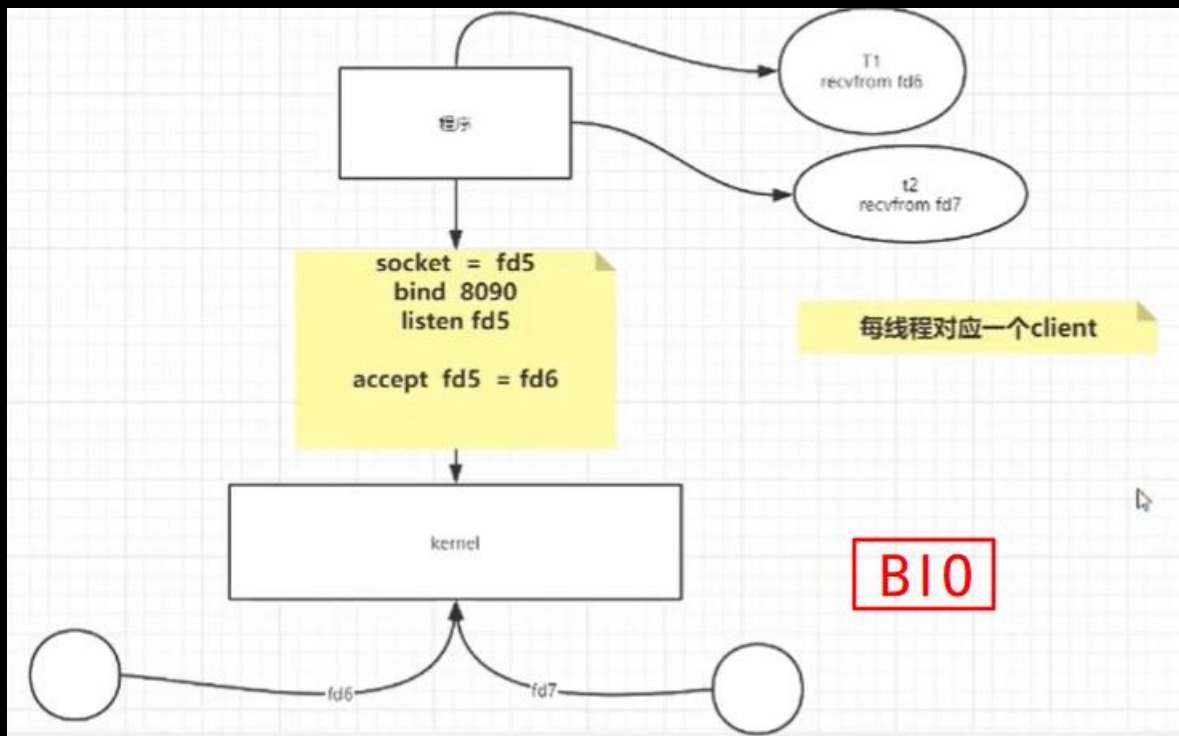 T1
recvfrom fd6
程序
t2
recvfrom fd7
socket = fd5
bind 8090
listen fd5
accept fd5 = fd6
每线程对应一个client
kernel
BIO
fd6
fd7